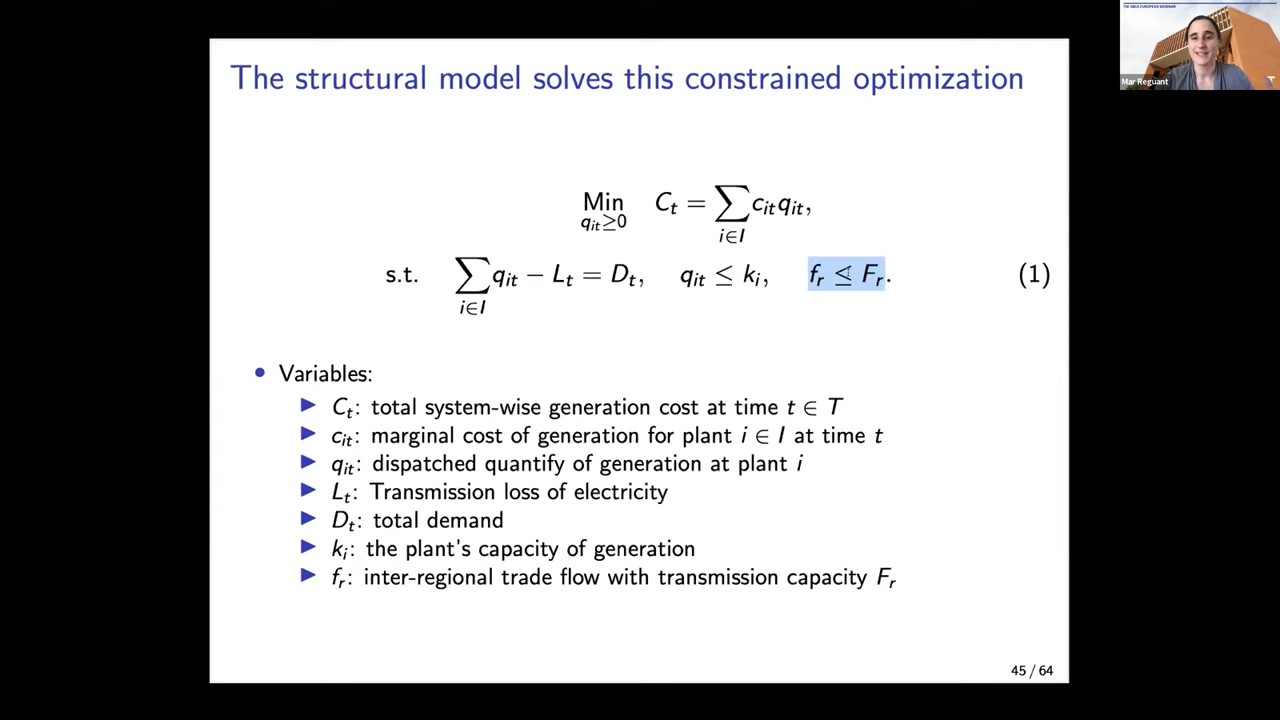 The structural model solves this constrained optimization
Min C_t = ∑ c_it q_it,
q_it≥0 i∈I
s.t. ∑ q_it − L_t = D_t, q_it ≤ k_i, f_r ≤ F_r. (1)
i∈I
• Variables:
▶ C_t: total system-wise generation cost at time t ∈ T
▶ c_it: marginal cost of generation for plant i ∈ I at time t
▶ q_it: dispatched quantify of generation at plant i
▶ L_t: Transmission loss of electricity
▶ D_t: total demand
▶ k_i: the plant's capacity of generation
▶ f_r: inter-regional trade flow with transmission capacity F_r
45 / 64
Mar Reguant